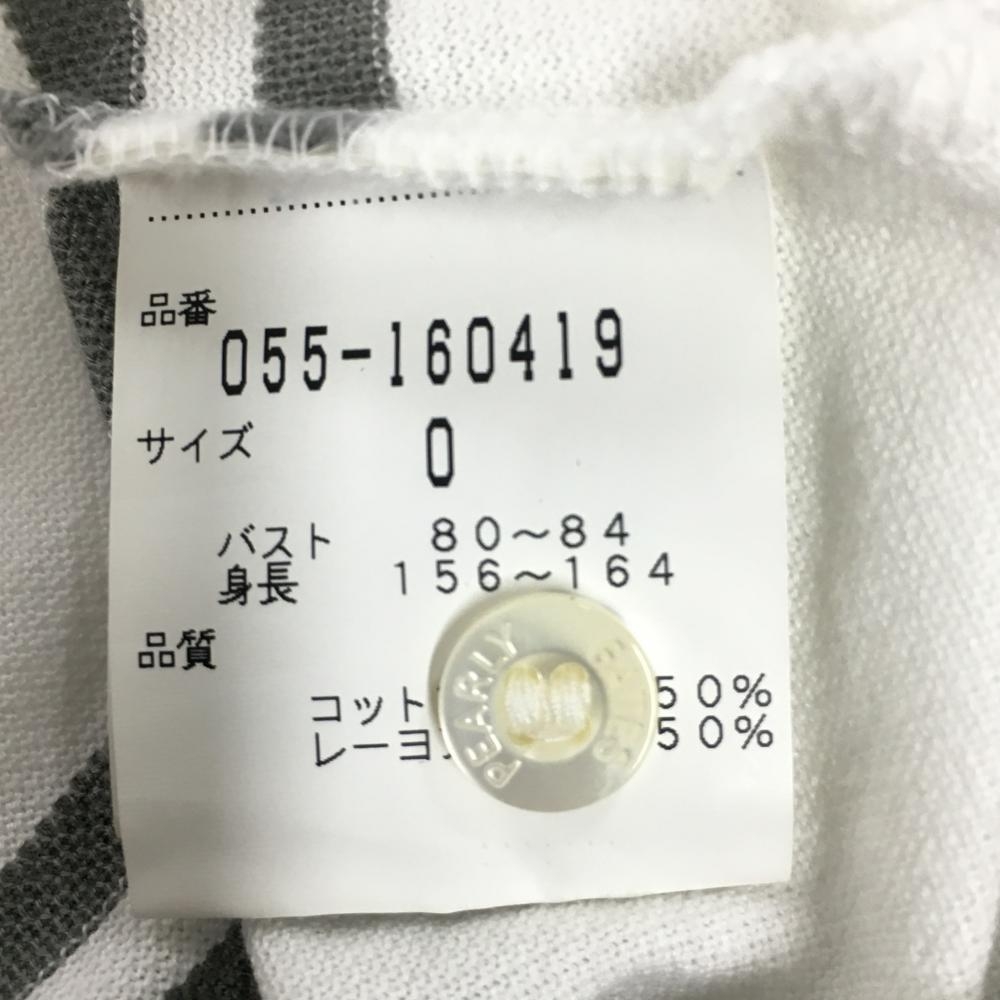 品番
055-160419
サイズ 0
バスト 80～84
身長 156～164
品質
コット 50%
レーヨ 50%
PEARLY